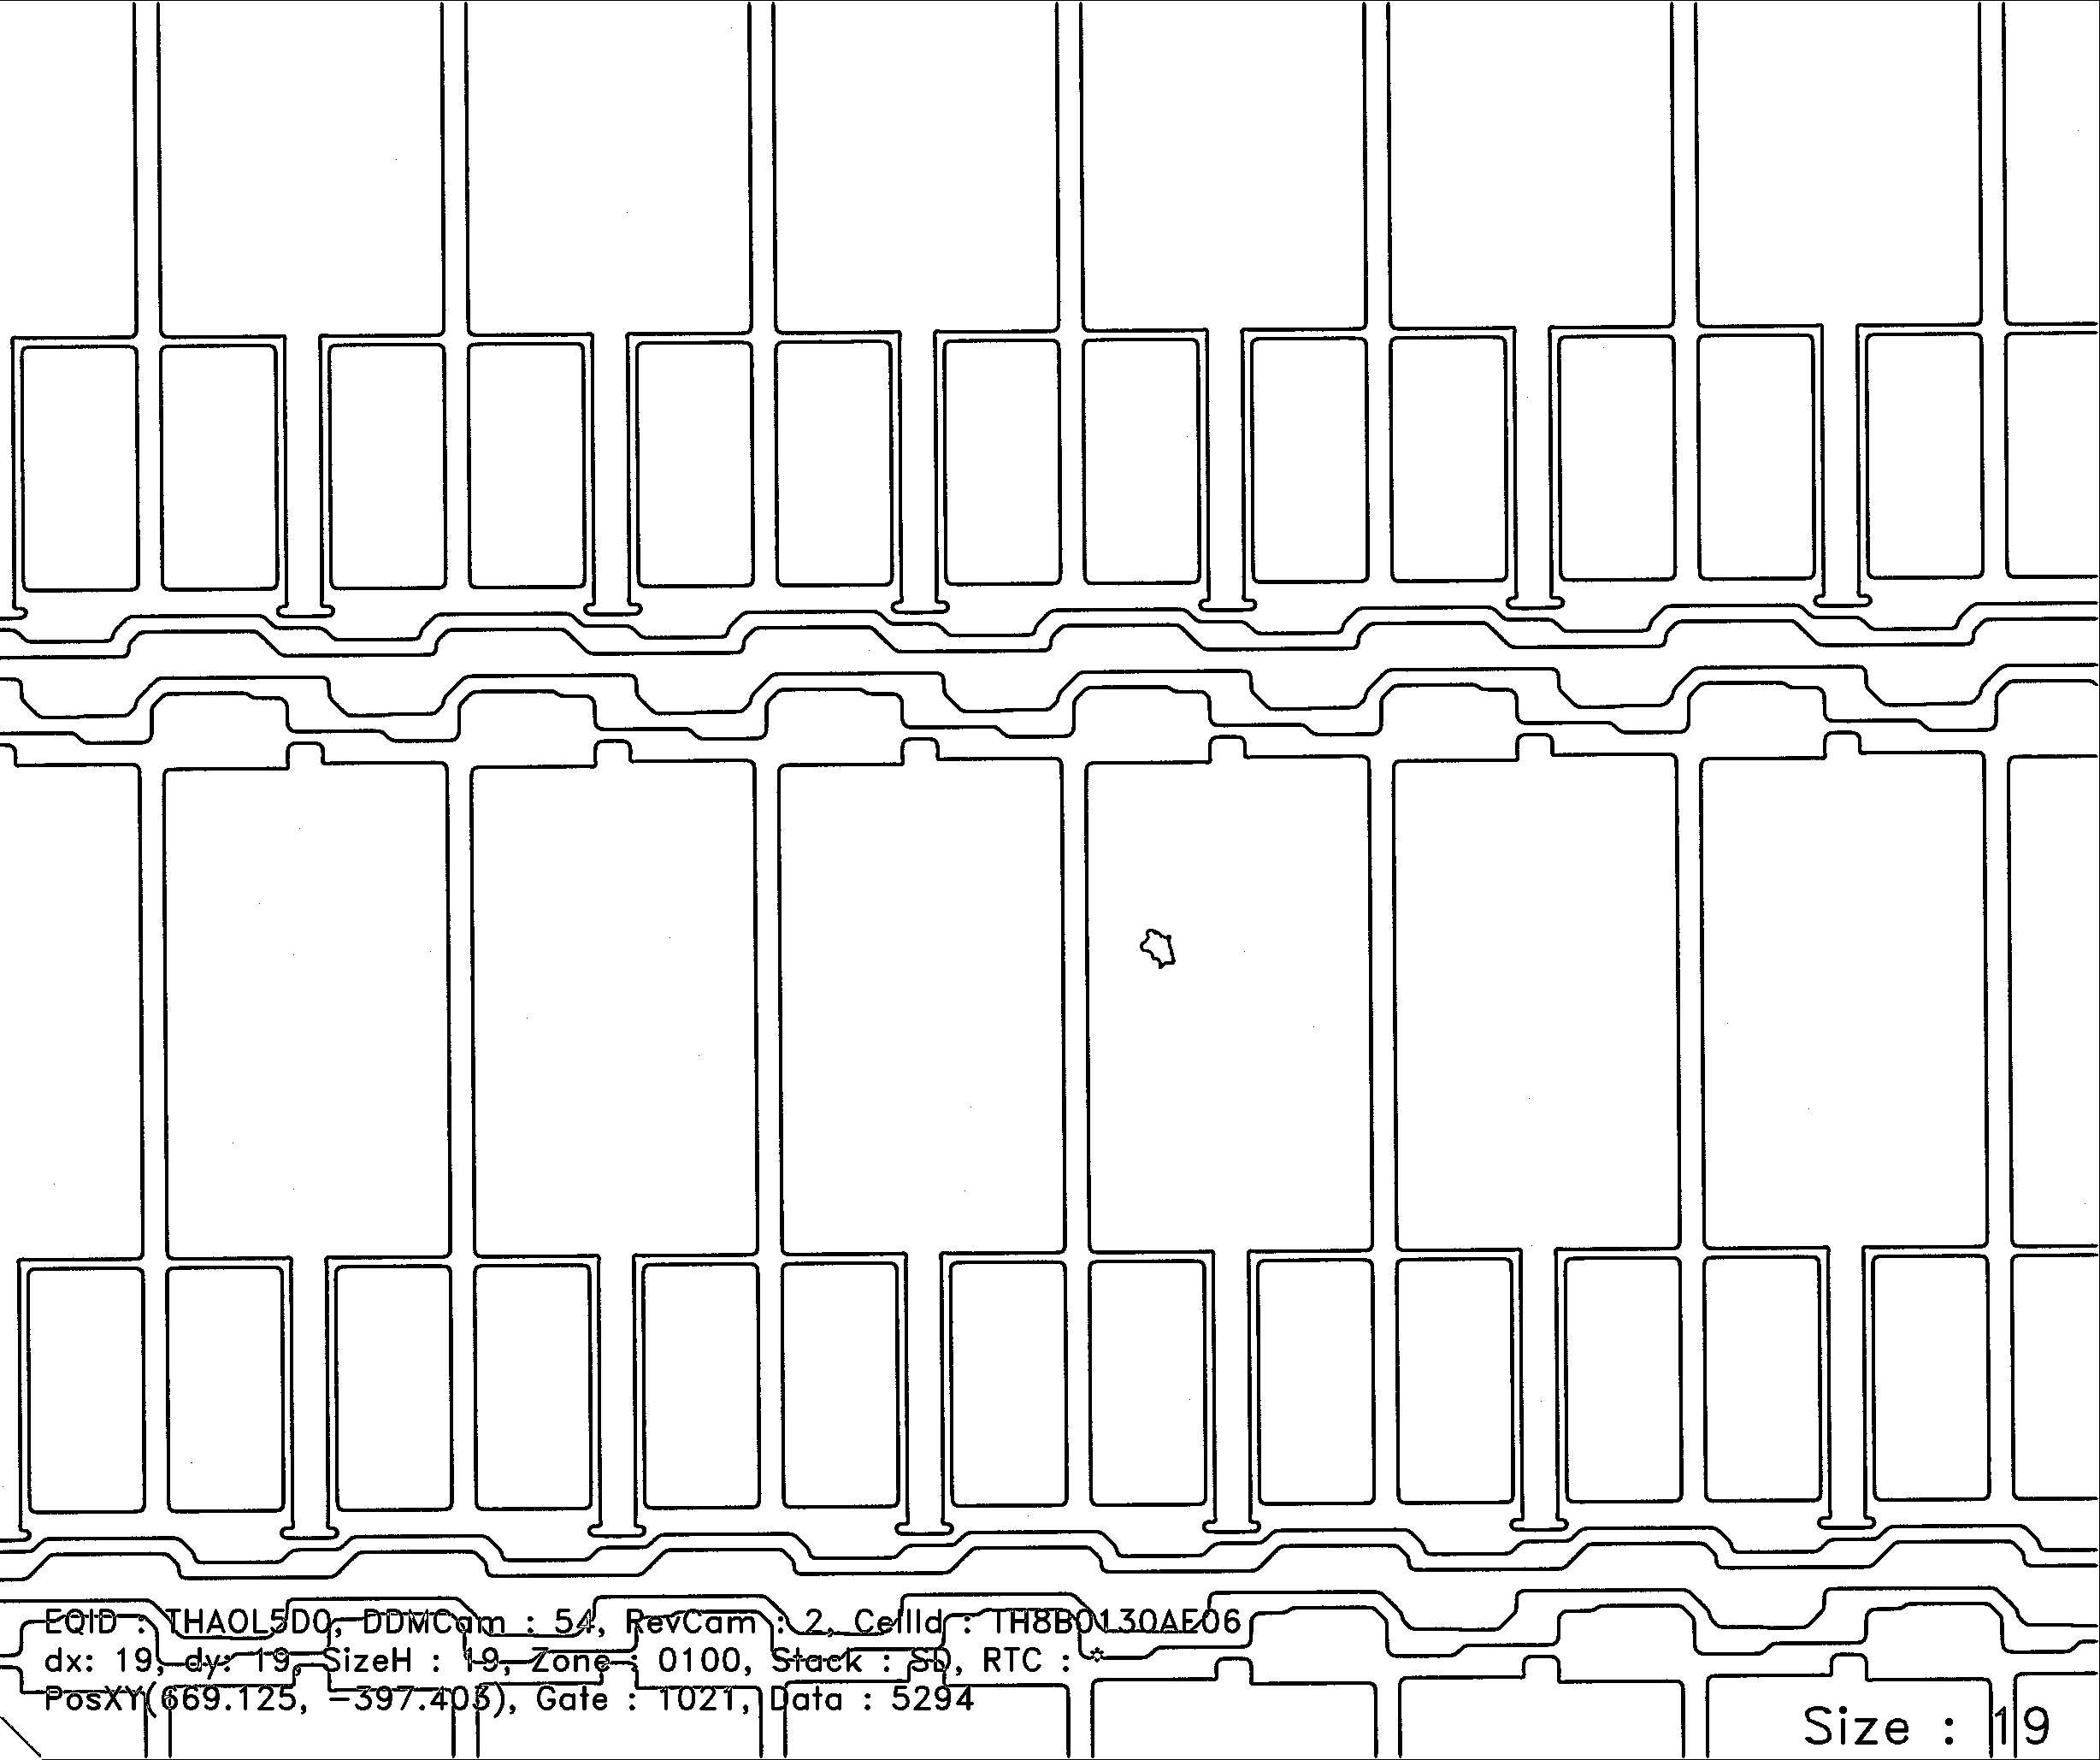 EQID : THA0L5D0, DDMCam : 54, RevCam : 2, CellId : TH8B0130AE06
dx: 19, dy: 19, SizeH : 19, Zone : 0100, Stack : SD, RTC : *
PosXY(669.125, -397.403), Gate : 1021, Data : 5294
Size : 19